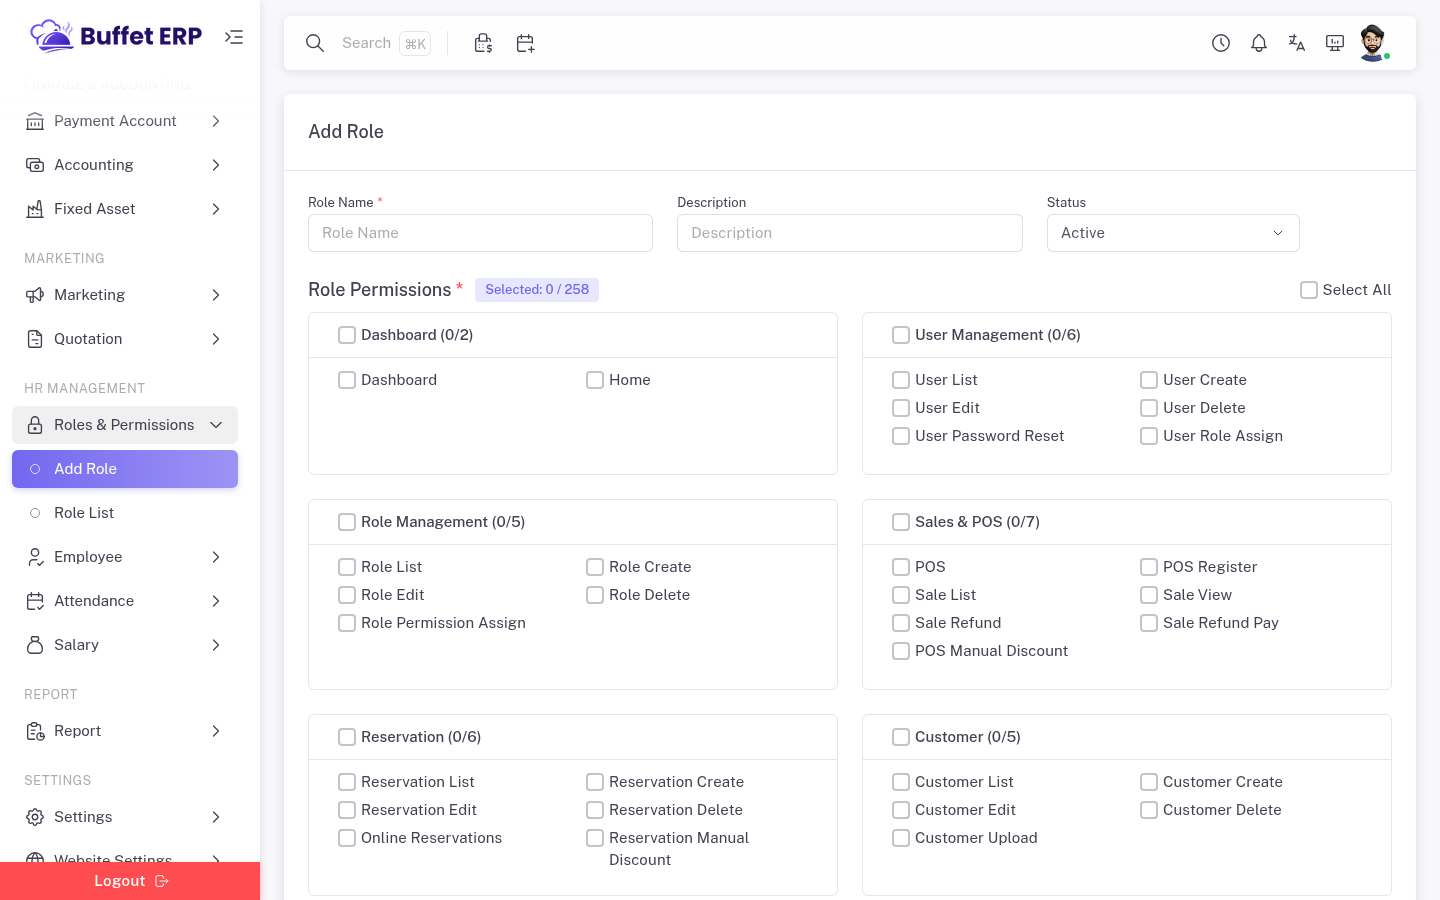 Buffet ERP
FINANCE & ACCOUNTING
Payment Account
Accounting
Fixed Asset
MARKETING
Marketing
Quotation
HR MANAGEMENT
Roles & Permissions
Add Role
Role List
Employee
Attendance
Salary
REPORT
Report
SETTINGS
Settings
Website Settings
Logout
Search ⌘K
Add Role
Role Name *
Role Name
Description
Description
Status
Active
Role Permissions * Selected: 0 / 258
Select All
Dashboard (0/2)
Dashboard
Home
User Management (0/6)
User List
User Create
User Edit
User Delete
User Password Reset
User Role Assign
Role Management (0/5)
Role List
Role Create
Role Edit
Role Delete
Role Permission Assign
Sales & POS (0/7)
POS
POS Register
Sale List
Sale View
Sale Refund
Sale Refund Pay
POS Manual Discount
Reservation (0/6)
Reservation List
Reservation Create
Reservation Edit
Reservation Delete
Online Reservations
Reservation Manual
Discount
Customer (0/5)
Customer List
Customer Create
Customer Edit
Customer Delete
Customer Upload